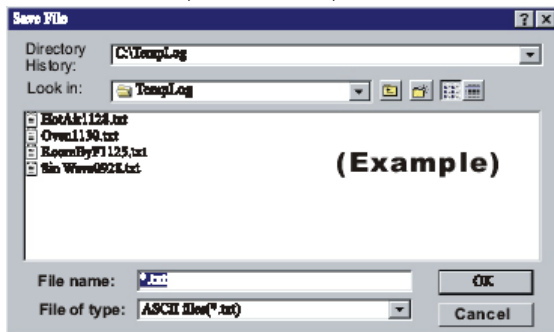 Save File
Directory History:
C:\TempLog
Look in:
TempLog
HotAir1128.txt
Oven1130.txt
RoomByF1125.txt
Sin Wave0928.txt
(Example)
File name:
*.txt
OK
File of type:
ASCII files(*.txt)
Cancel